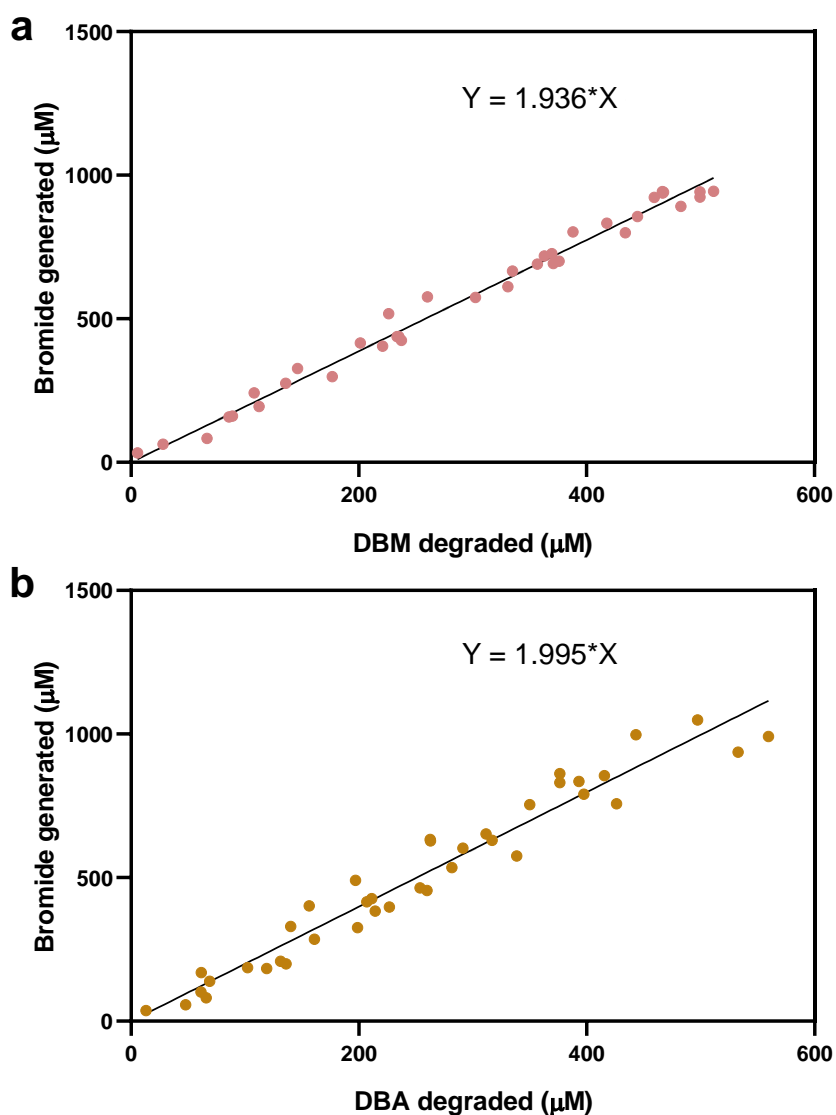 a
1500
1000
500
0
Bromide generated (μM)
Y = 1.936*X
0 200 400 600
DBM degraded (μM)
b
1500
1000
500
0
Bromide generated (μM)
Y = 1.995*X
0 200 400 600
DBA degraded (μM)